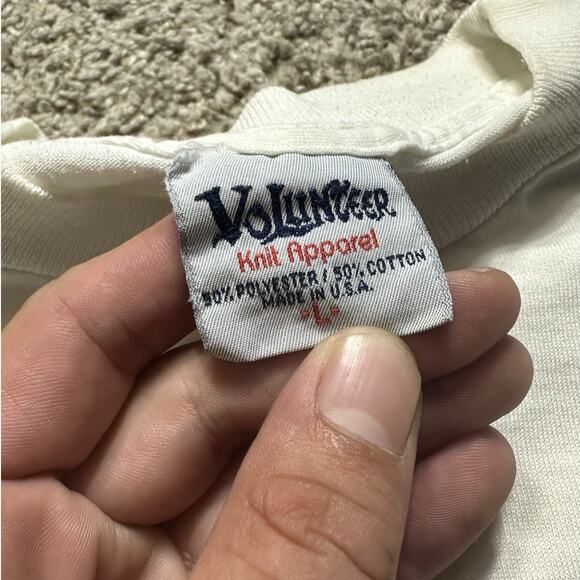 VOLUNTEER
Knit Apparel
50% POLYESTER / 50% COTTON
MADE IN U.S.A.
"L"